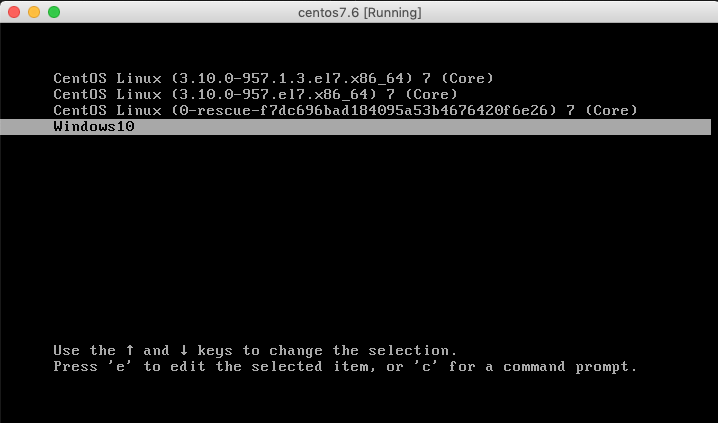 centos7.6 [Running]
CentOS Linux (3.10.0-957.1.3.el7.x86_64) 7 (Core)
CentOS Linux (3.10.0-957.el7.x86_64) 7 (Core)
CentOS Linux (0-rescue-f7dc696bad184095a53b4676420f6e26) 7 (Core)
Windows10
Use the ↑ and ↓ keys to change the selection.
Press 'e' to edit the selected item, or 'c' for a command prompt.